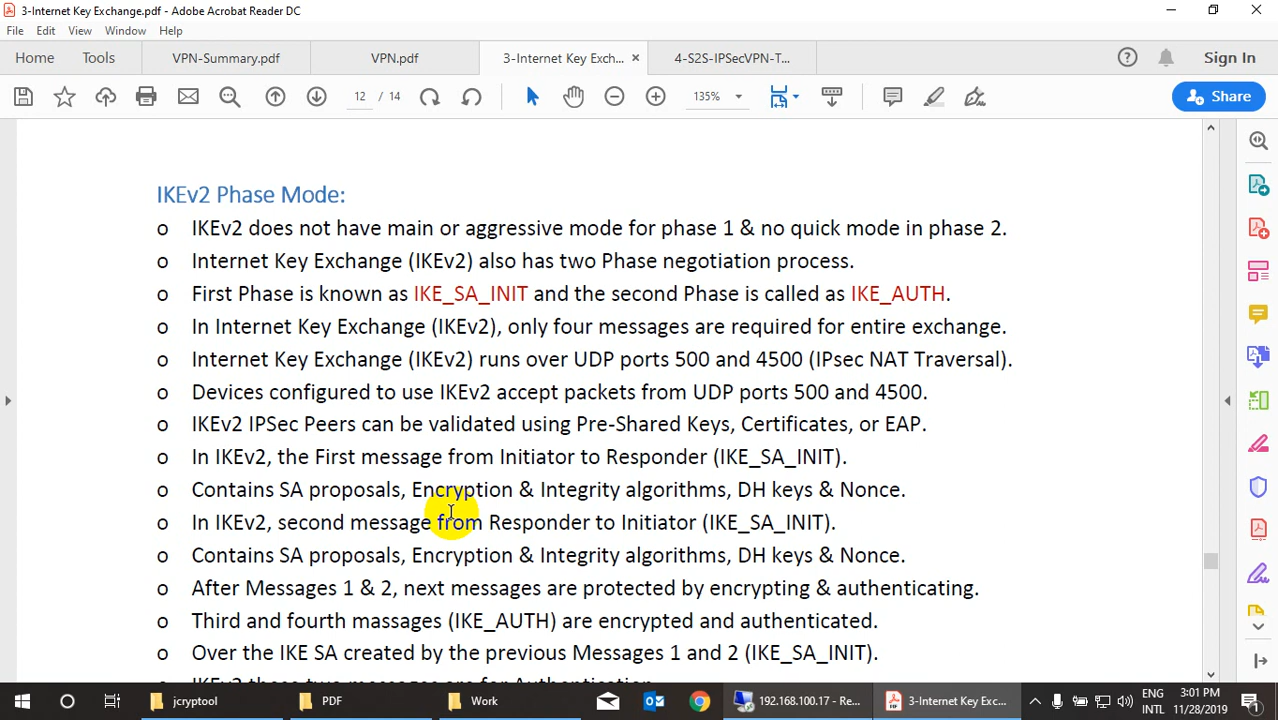 3-Internet Key Exchange.pdf - Adobe Acrobat Reader DC
File Edit View Window Help
Home Tools VPN-Summary.pdf VPN.pdf 3-Internet Key Exch... × 4-S2S-IPSecVPN-T... Sign In
12 / 14 135% Share
IKEv2 Phase Mode:
o IKEv2 does not have main or aggressive mode for phase 1 & no quick mode in phase 2.
o Internet Key Exchange (IKEv2) also has two Phase negotiation process.
o First Phase is known as IKE_SA_INIT and the second Phase is called as IKE_AUTH.
o In Internet Key Exchange (IKEv2), only four messages are required for entire exchange.
o Internet Key Exchange (IKEv2) runs over UDP ports 500 and 4500 (IPsec NAT Traversal).
o Devices configured to use IKEv2 accept packets from UDP ports 500 and 4500.
o IKEv2 IPSec Peers can be validated using Pre-Shared Keys, Certificates, or EAP.
o In IKEv2, the First message from Initiator to Responder (IKE_SA_INIT).
o Contains SA proposals, Encryption & Integrity algorithms, DH keys & Nonce.
o In IKEv2, second message from Responder to Initiator (IKE_SA_INIT).
o Contains SA proposals, Encryption & Integrity algorithms, DH keys & Nonce.
o After Messages 1 & 2, next messages are protected by encrypting & authenticating.
o Third and fourth massages (IKE_AUTH) are encrypted and authenticated.
o Over the IKE SA created by the previous Messages 1 and 2 (IKE_SA_INIT).
o IKEv2 these two messages are for Authentication.
jcryptool PDF Work 192.168.100.17 - Re... 3-Internet Key Exc... ENG 3:01 PM
INTL 11/28/2019 1